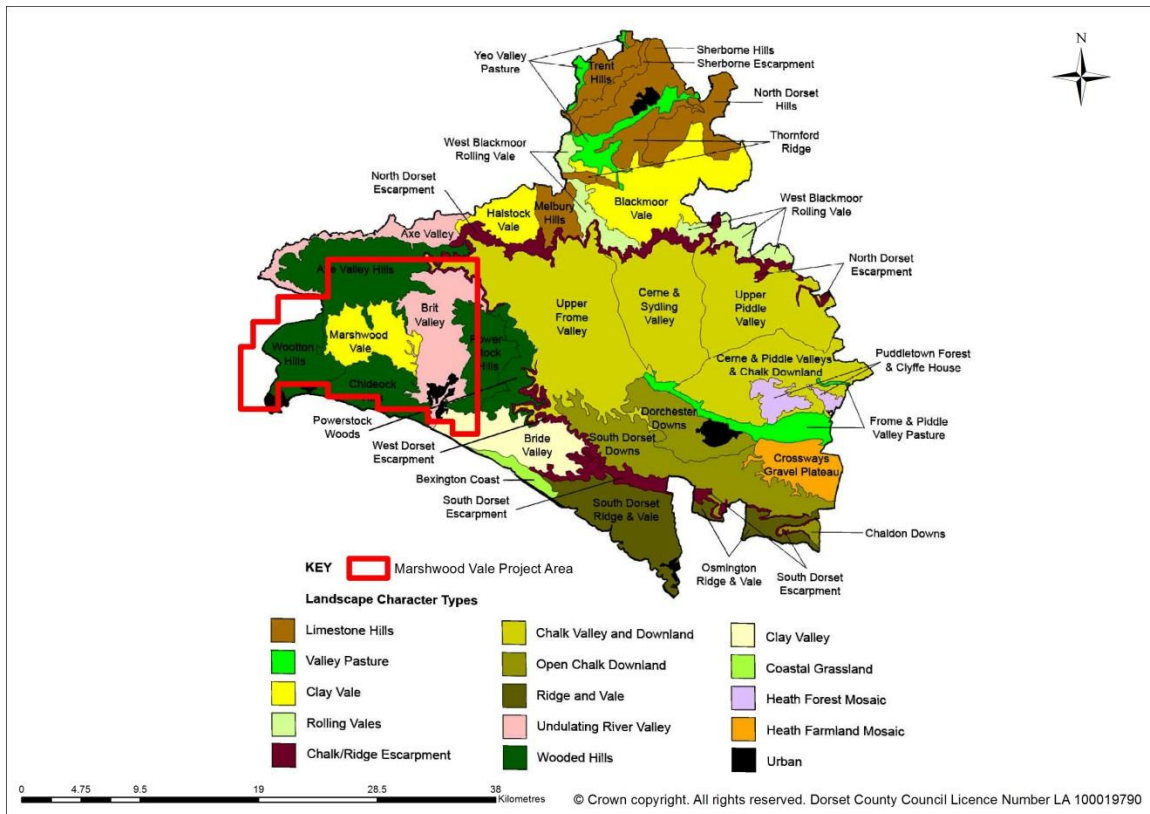 N
Yeo Valley
Pasture
Trent
Hills
Sherborne Hills
Sherborne Escarpment
North Dorset
Hills
Thornford
Ridge
West Blackmoor
Rolling Vale
North Dorset
Escarpment
Halstock
Vale
Melbury
Hills
Blackmoor
Vale
West Blackmoor
Rolling Vale
Axe Valley
Axe Valley Hills
North Dorset
Escarpment
Brit
Valley
Upper
Frome
Valley
Cerne &
Sydling
Valley
Upper
Piddle
Valley
Marshwood
Vale
Wootton
Hills
Power
stock
Hills
Chideock
Cerne & Piddle Valleys
& Chalk Downland
Puddletown Forest
& Clyffe House
Powerstock
Woods
West Dorset
Escarpment
Dorchester
Downs
Frome & Piddle
Valley Pasture
Bride
Valley
South Dorset
Downs
Crossways
Gravel Plateau
Bexington Coast
South Dorset
Escarpment
South Dorset
Ridge & Vale
Chaldon Downs
Osmington
Ridge & Vale
South Dorset
Escarpment
KEY Marshwood Vale Project Area
Landscape Character Types
Limestone Hills
Valley Pasture
Clay Vale
Rolling Vales
Chalk/Ridge Escarpment
Chalk Valley and Downland
Open Chalk Downland
Ridge and Vale
Undulating River Valley
Wooded Hills
Clay Valley
Coastal Grassland
Heath Forest Mosaic
Heath Farmland Mosaic
Urban
0 4.75 9.5 19 28.5 38
Kilometres
© Crown copyright. All rights reserved. Dorset County Council Licence Number LA 100019790